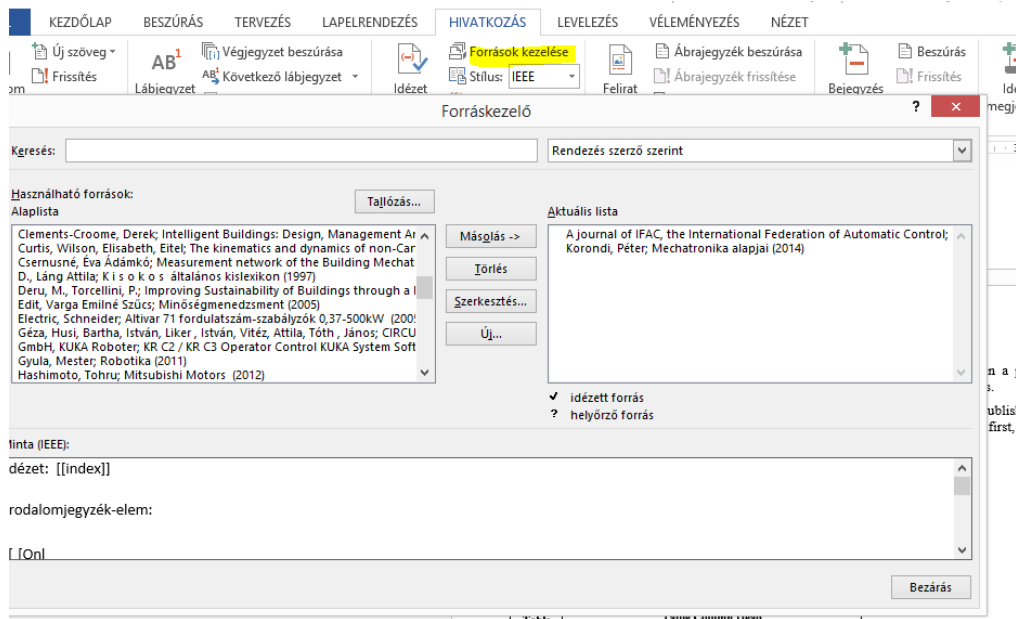 KEZDŐLAP BESZÚRÁS TERVEZÉS LAPELRENDEZÉS HIVATKOZÁS LEVELEZÉS VÉLEMÉNYEZÉS NÉZET
Új szöveg Végjegyzet beszúrása Források kezelése Ábrajegyzék beszúrása Beszúrás
Frissítés AB1 Következő lábjegyzet Stílus: IEEE Ábrajegyzék frissítése Frissítés
Lábjegyzet Idézet Felirat Bejegyzés
Forráskezelő ?
Keresés: Rendezés szerző szerint
Használható források:
Tallózás...
Alaplista Aktuális lista
Clements-Croome, Derek; Intelligent Buildings: Design, Management Ar
Curtis, Wilson, Elisabeth, Eitel; The kinematics and dynamics of non-Car
Csernusné, Éva Ádámkó; Measurement network of the Building Mechat
D., Láng Attila; K i s o k o s általános kislexikon (1997)
Deru, M., Torcellini, P.; Improving Sustainability of Buildings through a
Edit, Varga Emilné Szűcs; Minőségmenedzsment (2005)
Electric, Schneider; Altivar 71 fordulatszám-szabályzók 0,37-500kW (200
Géza, Husi, Bartha, István, Liker , István, Vitéz, Attila, Tóth , János; CIRCU
GmbH, KUKA Roboter; KR C2 / KR C3 Operator Control KUKA System Soft
Gyula, Mester; Robotika (2011)
Hashimoto, Tohru; Mitsubishi Motors (2012)
Másolás ->
Törlés
Szerkesztés...
Új...
A journal of IFAC, the International Federation of Automatic Control;
Korondi, Péter; Mechatronika alapjai (2014)
✓ idézett forrás
? helyőrző forrás
Minta (IEEE):
dézet: [[index]]
rodalomjegyzék-elem:
[Onl
Bezárás